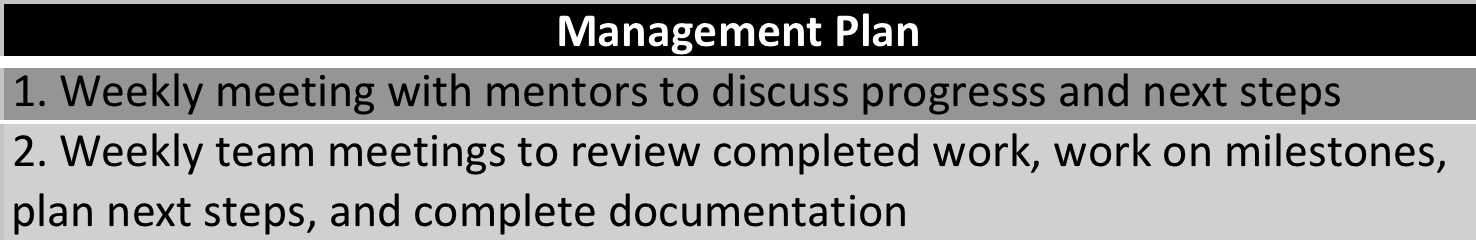 Management Plan
1. Weekly meeting with mentors to discuss progresss and next steps
2. Weekly team meetings to review completed work, work on milestones,
plan next steps, and complete documentation